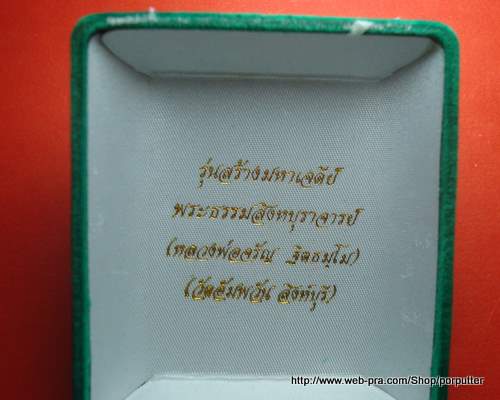 รุ่นสร้างมหาเจดีย์
พระธรรมสิงหบุราจารย์
(หลวงพ่อจรัญ ฐิตธมฺโม)
(วัดอัมพวัน สิงห์บุรี)
http://www.web-pra.com/Shop/porputter